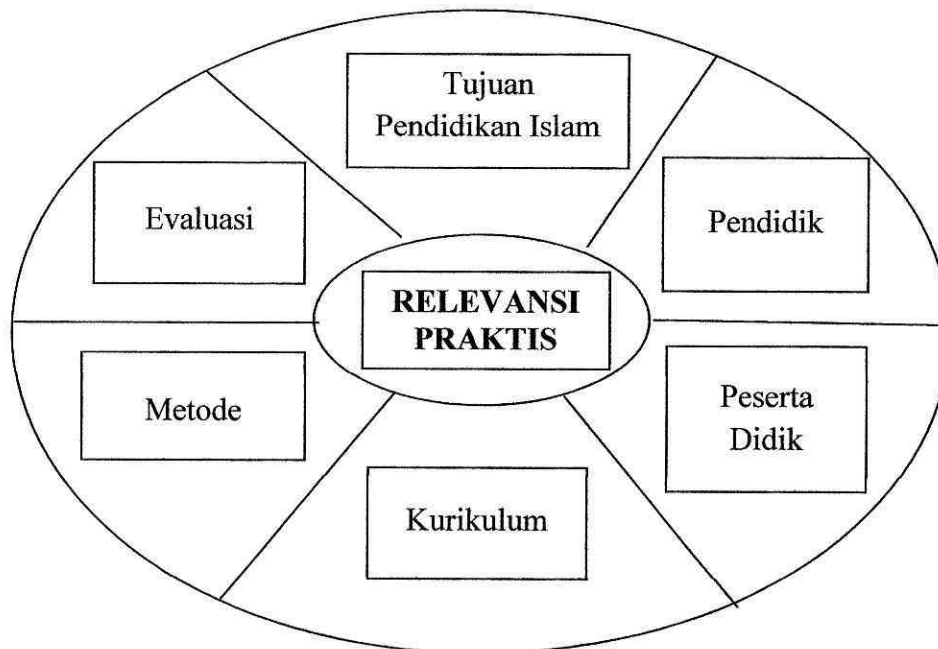 Tujuan
Pendidikan Islam
Evaluasi
Pendidik
RELEVANSI
PRAKTIS
Metode
Peserta
Didik
Kurikulum